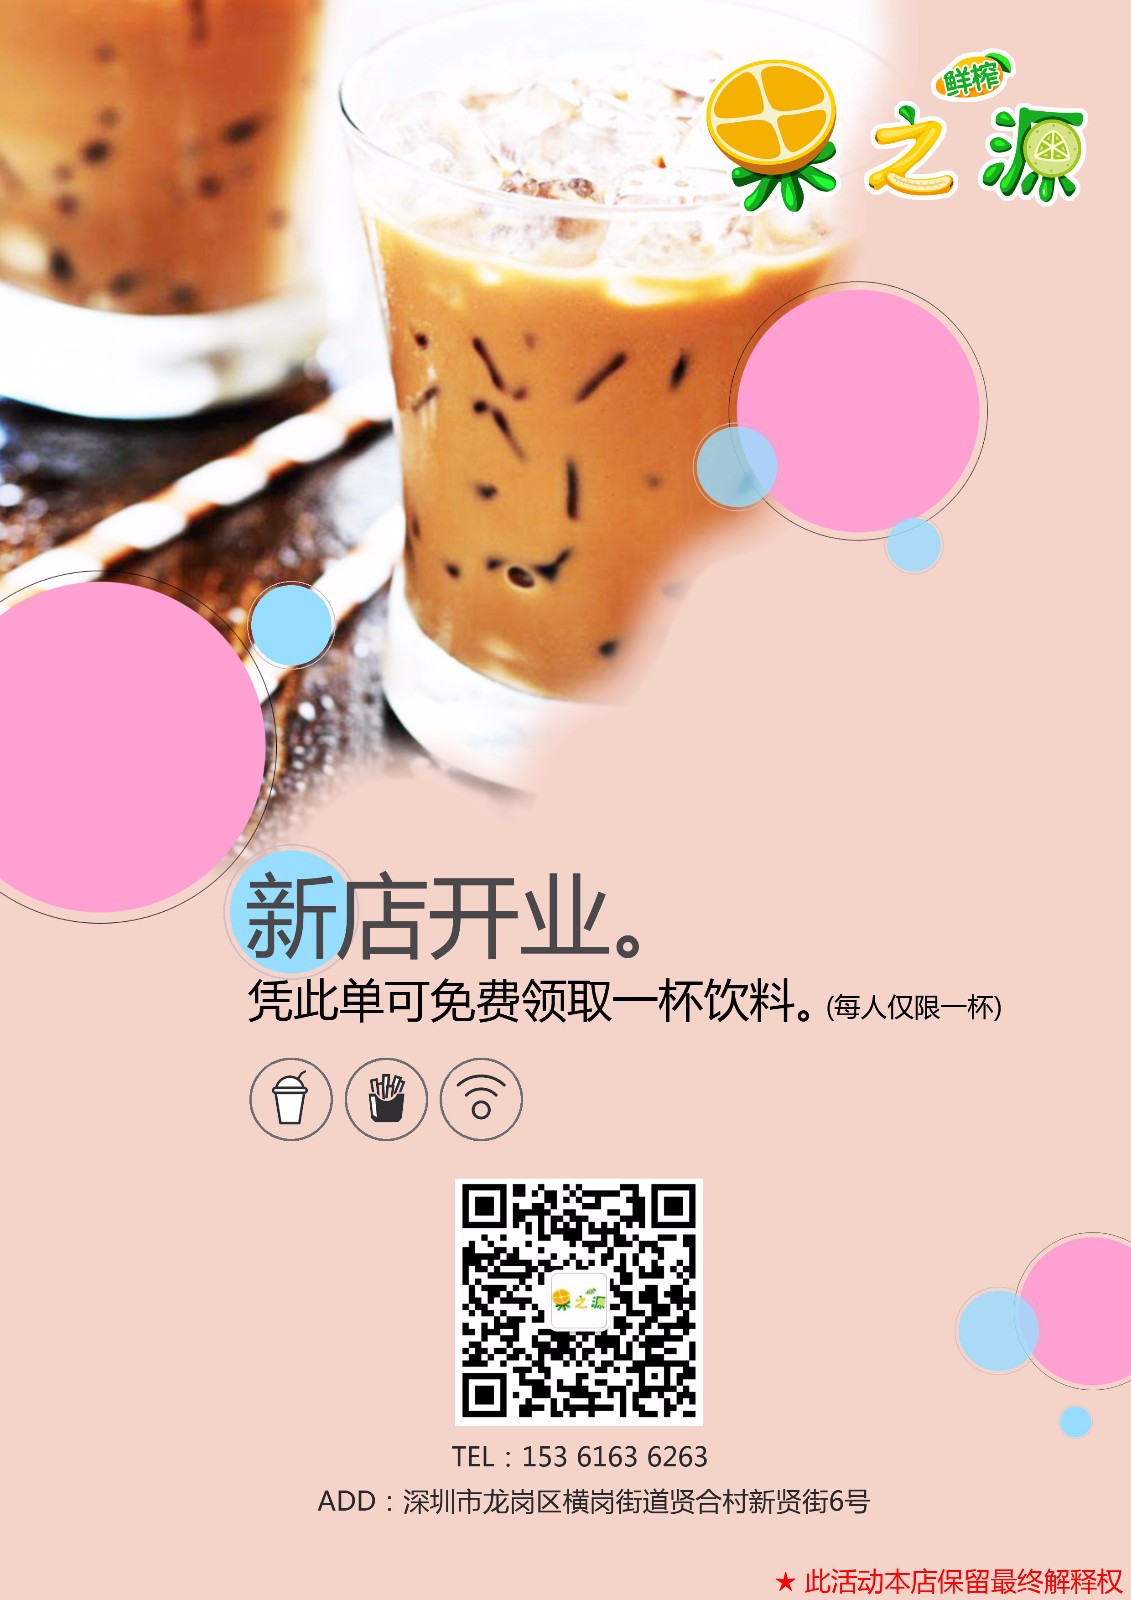 鲜榨
果之源
新店开业。
凭此单可免费领取一杯饮料。(每人仅限一杯)
果之源
TEL：153 6163 6263
ADD：深圳市龙岗区横岗街道贤合村新贤街6号
★ 此活动本店保留最终解释权